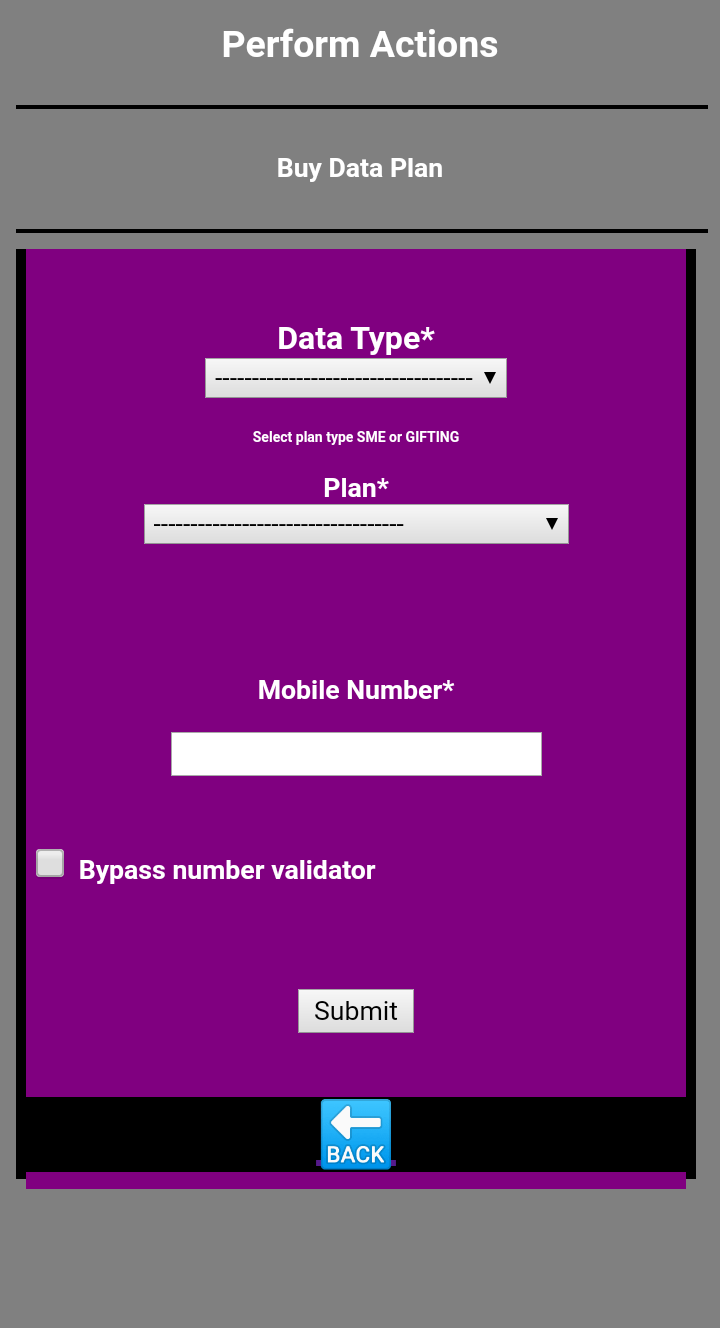 Perform Actions
Buy Data Plan
Data Type*
-----------------------------------
Select plan type SME or GIFTING
Plan*
----------------------------------
Mobile Number*
Bypass number validator
Submit
BACK